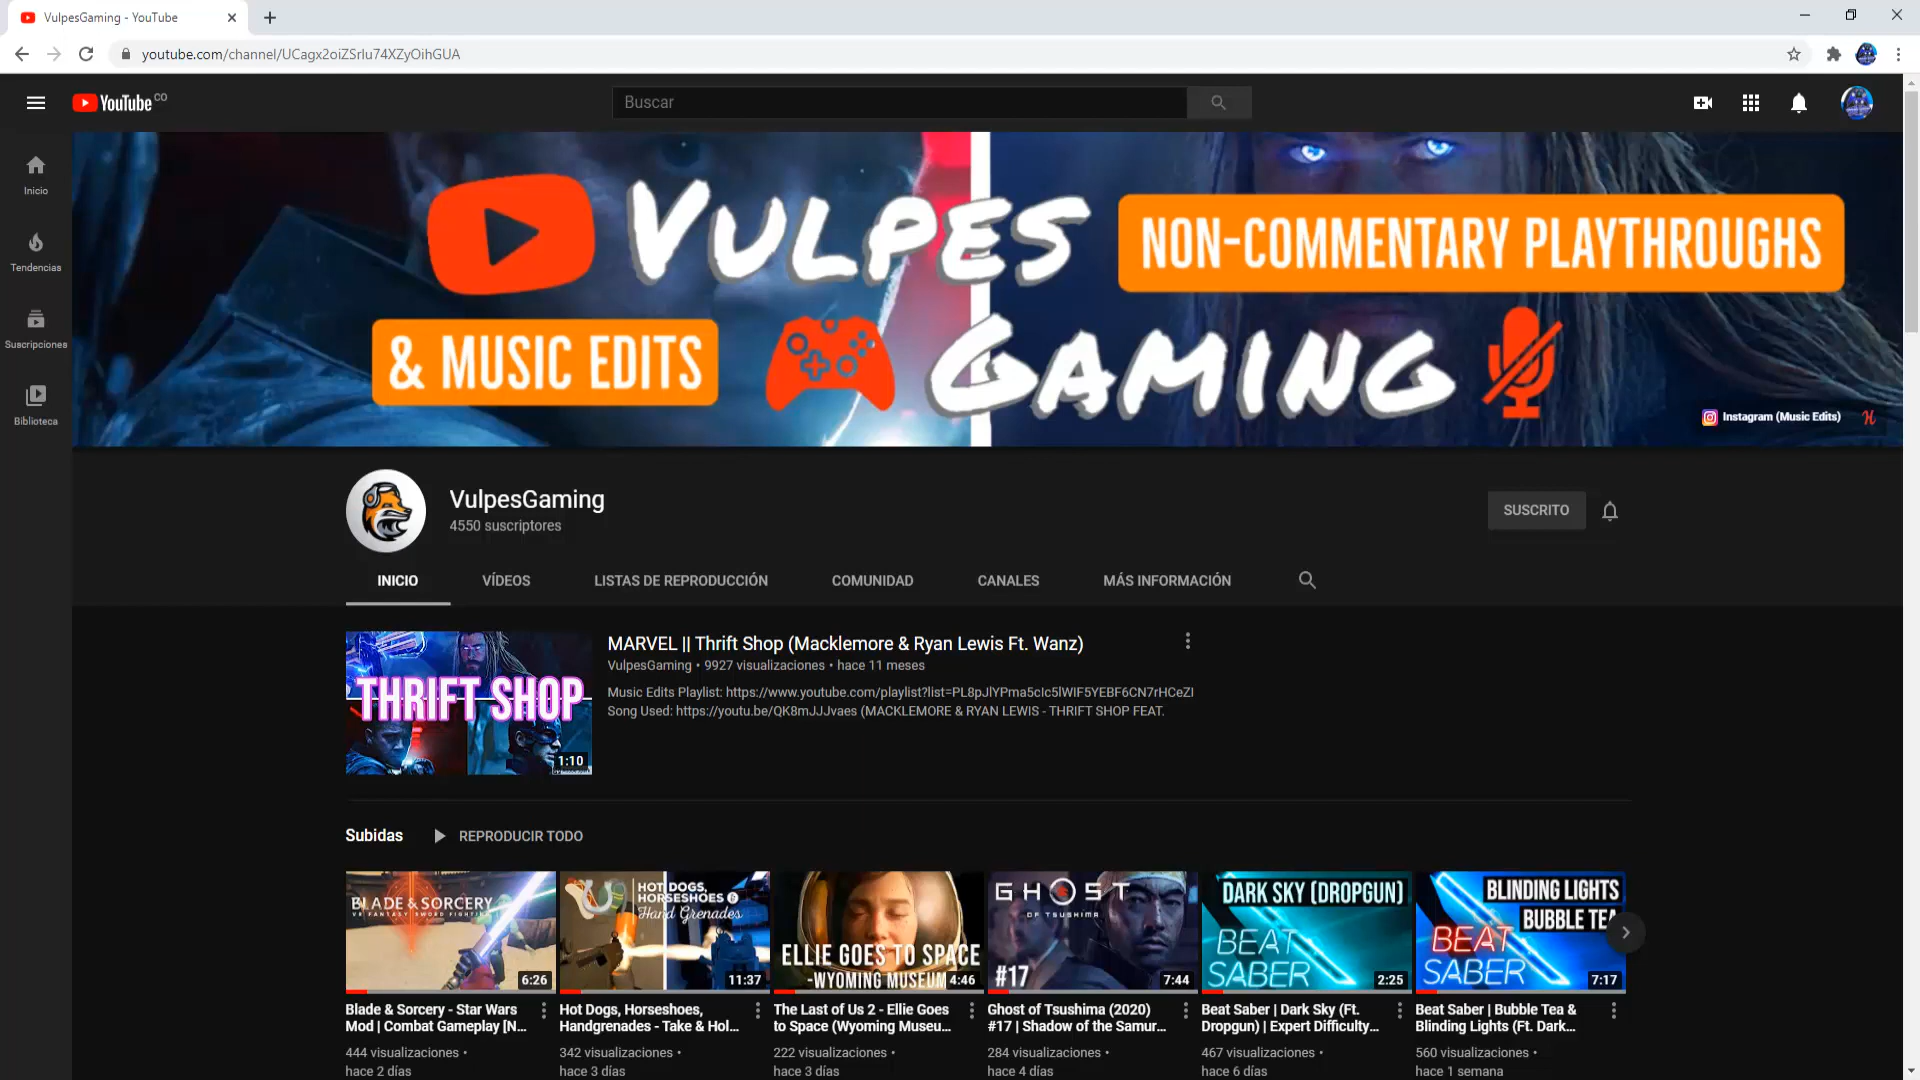 VulpesGaming - YouTube
youtube.com/channel/UCagx2oiZSrIu74XZyOihGUA
YouTube CO
Buscar
Inicio
Tendencias
Suscripciones
Biblioteca
VULPES
NON-COMMENTARY PLAYTHROUGHS
& MUSIC EDITS
GAMING
Instagram (Music Edits)
VulpesGaming
4550 suscriptores
SUSCRITO
INICIO
VÍDEOS
LISTAS DE REPRODUCCIÓN
COMUNIDAD
CANALES
MÁS INFORMACIÓN
THRIFT SHOP
1:10
MARVEL || Thrift Shop (Macklemore & Ryan Lewis Ft. Wanz)
VulpesGaming • 9927 visualizaciones • hace 11 meses
Music Edits Playlist: https://www.youtube.com/playlist?list=PL8pJlYPma5cIc5lWIF5YEBF6CN7rHCeZI
Song Used: https://youtu.be/QK8mJJJvaes (MACKLEMORE & RYAN LEWIS - THRIFT SHOP FEAT.
Subidas
REPRODUCIR TODO
BLADE & SORCERY
VR FANTASY SWORD FIGHTING
6:26
Blade & Sorcery - Star Wars
Mod | Combat Gameplay [N...
444 visualizaciones •
hace 2 días
HOT DOGS,
HORSESHOES &
Hand Grenades
11:37
Hot Dogs, Horseshoes,
Handgrenades - Take & Hol...
342 visualizaciones •
hace 3 días
ELLIE GOES TO SPACE
-WYOMING MUSEUM
4:46
The Last of Us 2 - Ellie Goes
to Space (Wyoming Museu...
222 visualizaciones •
hace 3 días
GHOST
OF TSUSHIMA
#17
7:44
Ghost of Tsushima (2020)
#17 | Shadow of the Samur...
284 visualizaciones •
hace 4 días
DARK SKY (DROPGUN)
BEAT
SABER
2:25
Beat Saber | Dark Sky (Ft.
Dropgun) | Expert Difficulty...
467 visualizaciones •
hace 6 días
BLINDING LIGHTS
BUBBLE TEA
BEAT
SABER
7:17
Beat Saber | Bubble Tea &
Blinding Lights (Ft. Dark...
560 visualizaciones •
hace 1 semana